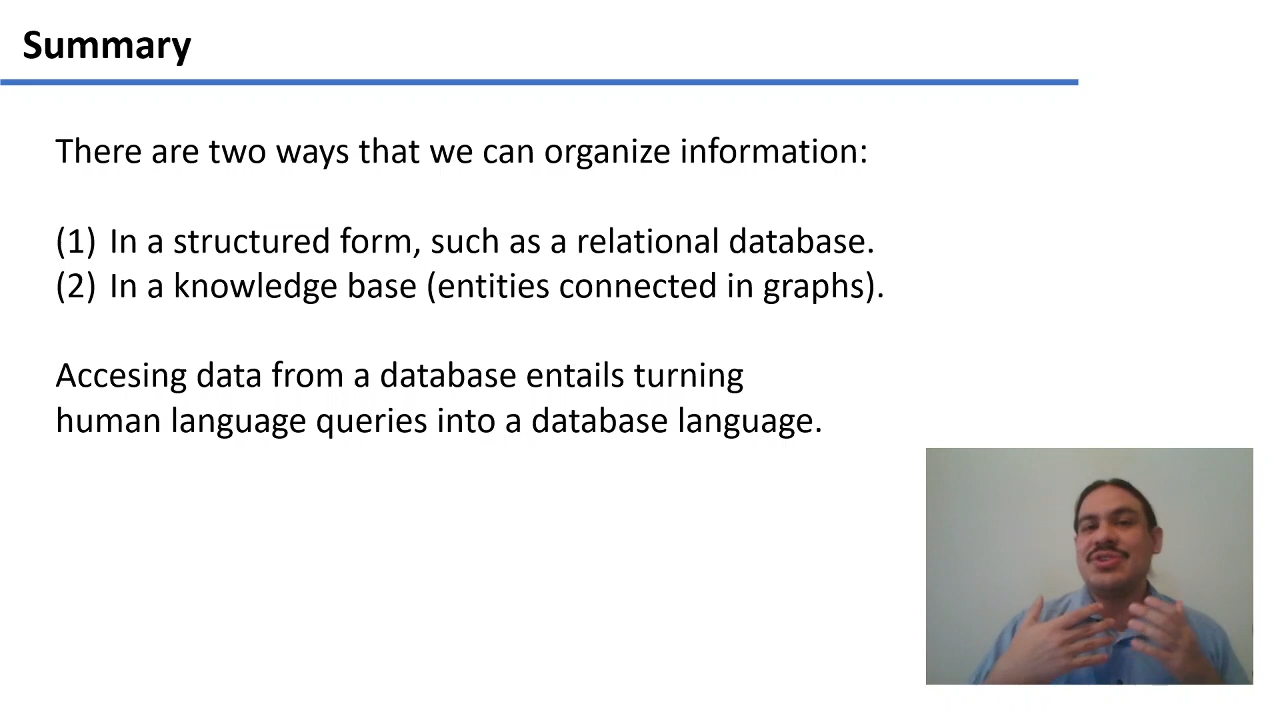 Summary
There are two ways that we can organize information:
(1) In a structured form, such as a relational database.
(2) In a knowledge base (entities connected in graphs).
Accesing data from a database entails turning
human language queries into a database language.